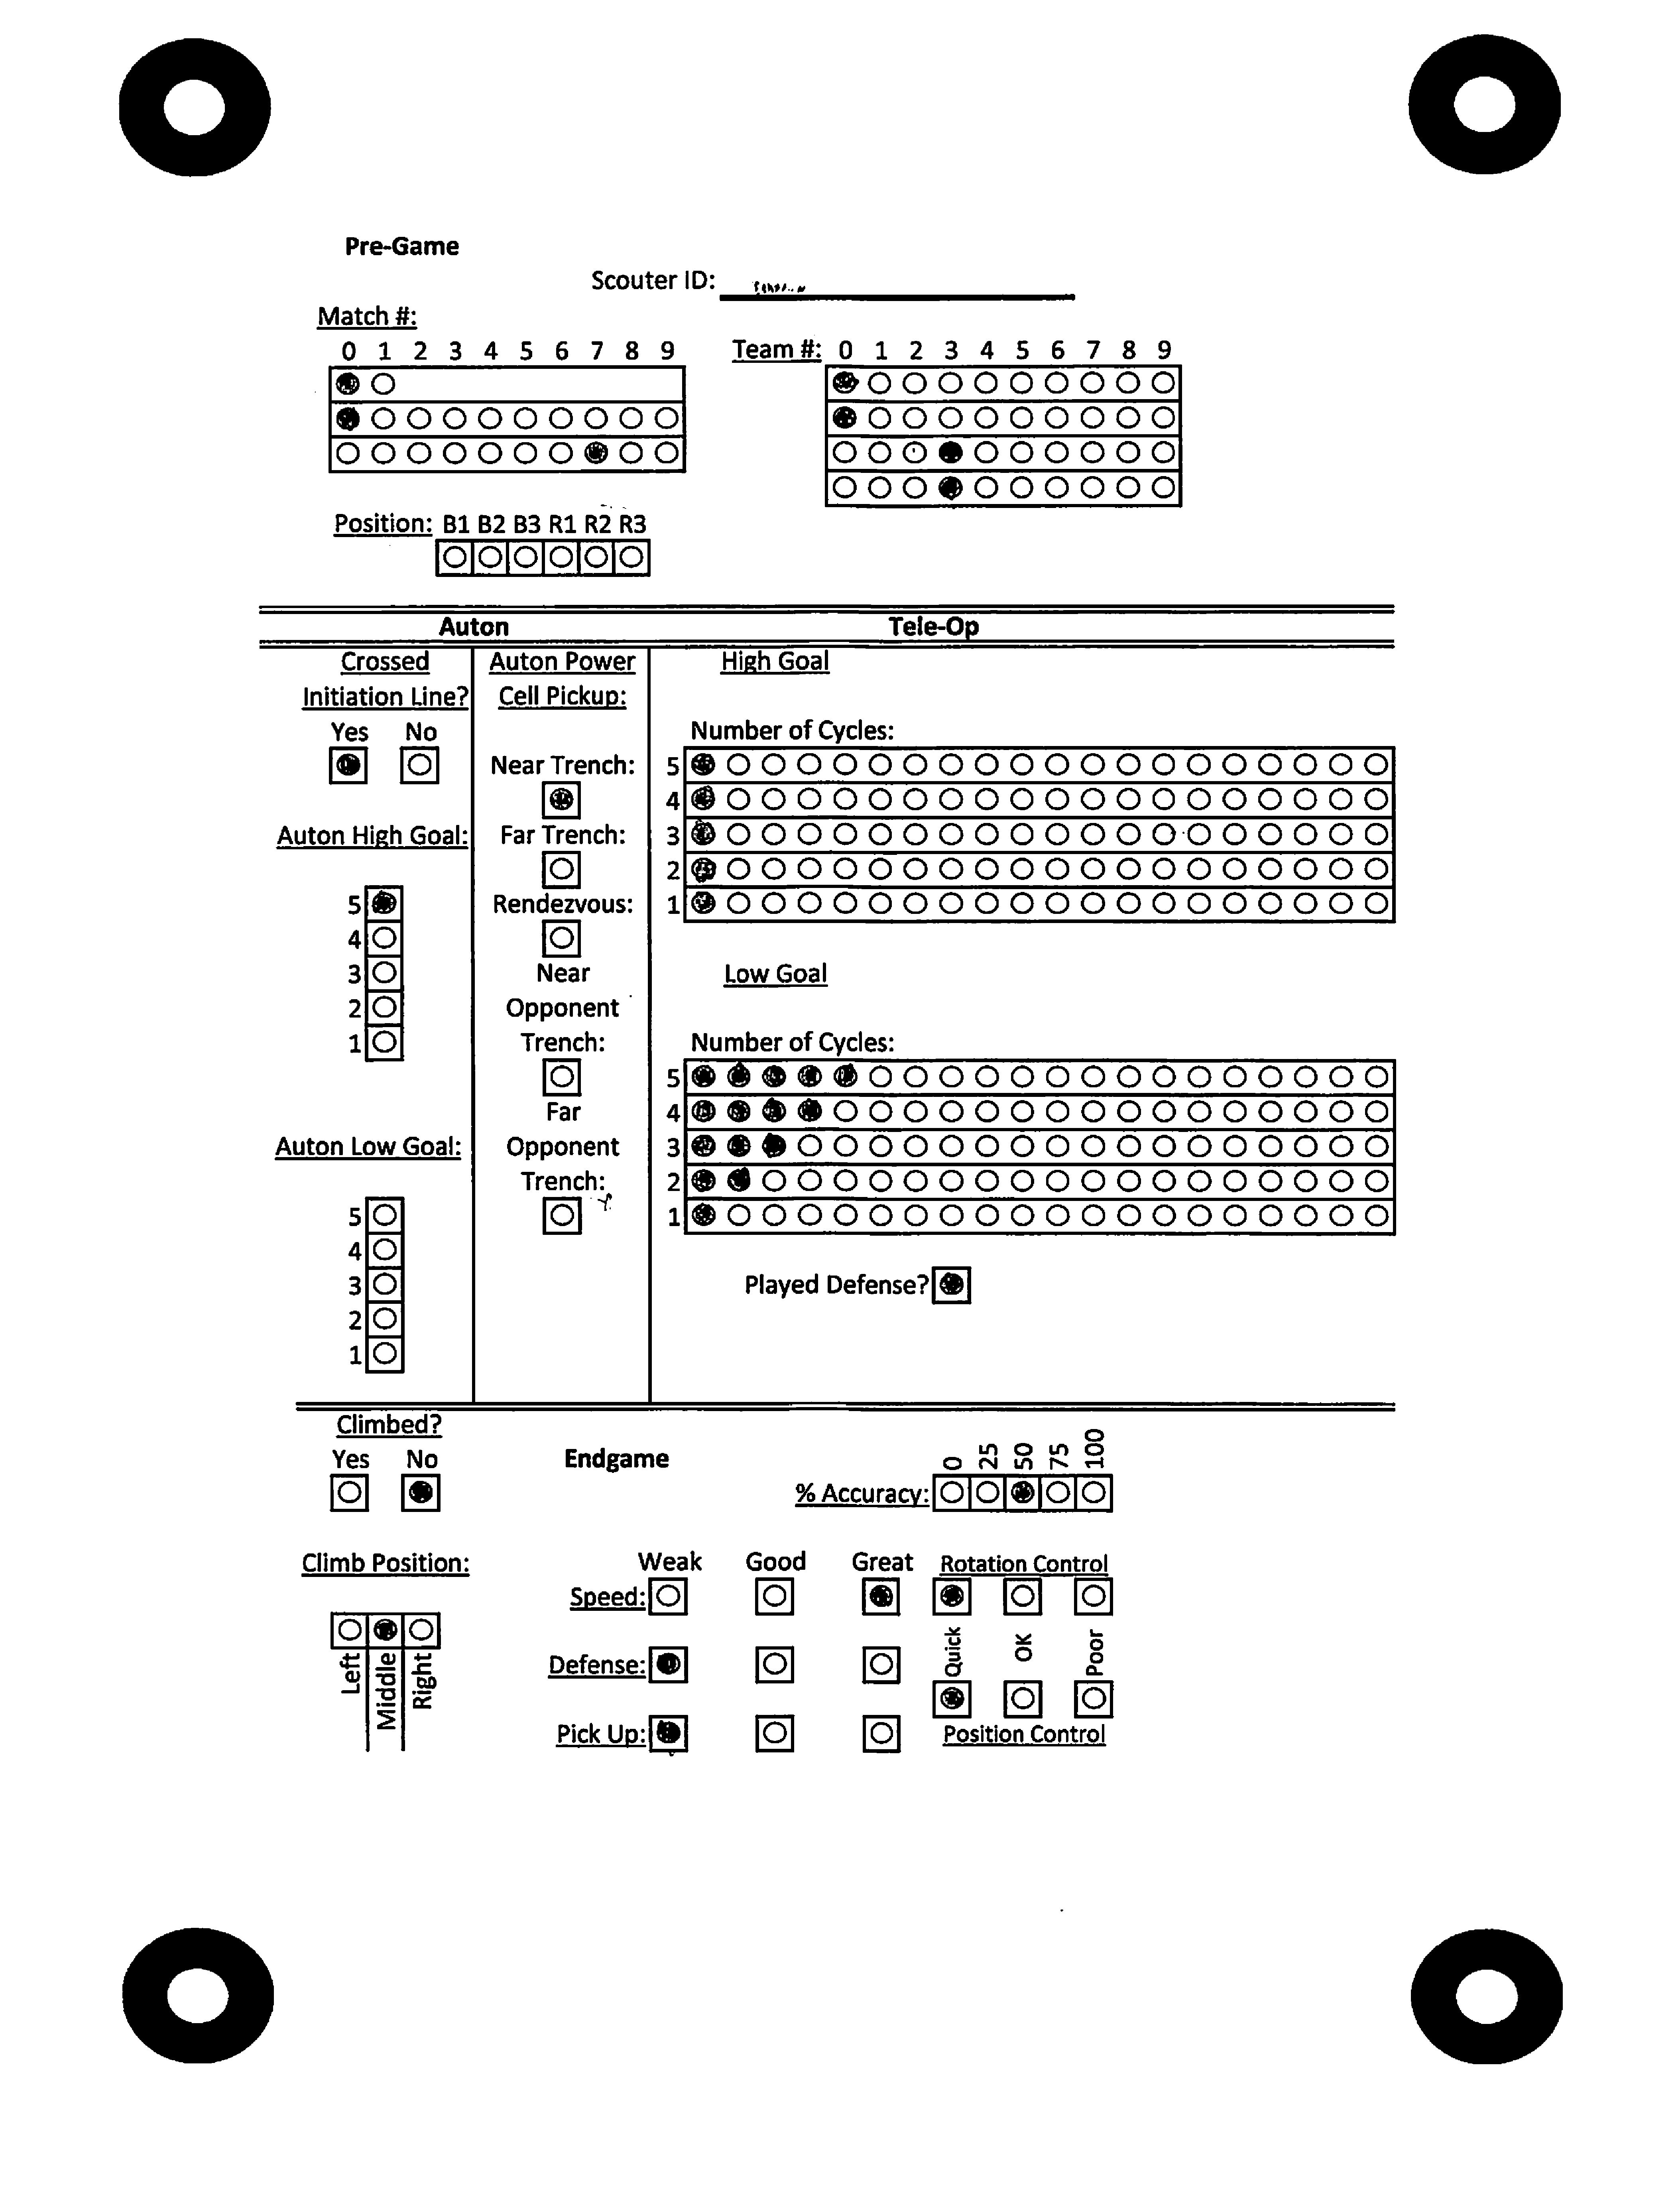 Pre-Game
Scouter ID:
Match #:
0 1 2 3 4 5 6 7 8 9
Team #: 0 1 2 3 4 5 6 7 8 9
Position: B1 B2 B3 R1 R2 R3
Auton
Tele-Op
Crossed
Initiation Line?
Yes No
Auton High Goal:
5
4
3
2
1
Auton Low Goal:
5
4
3
2
1
Auton Power
Cell Pickup:
Near Trench:
Far Trench:
Rendezvous:
Near
Opponent
Trench:
Far
Opponent
Trench:
High Goal
Number of Cycles:
5
4
3
2
1
Low Goal
Number of Cycles:
5
4
3
2
1
Played Defense?
Climbed?
Yes No
Endgame
0 25 50 75 100
% Accuracy:
Climb Position:
Left Middle Right
Weak Good Great
Speed:
Defense:
Pick Up:
Rotation Control
Quick OK Poor
Position Control